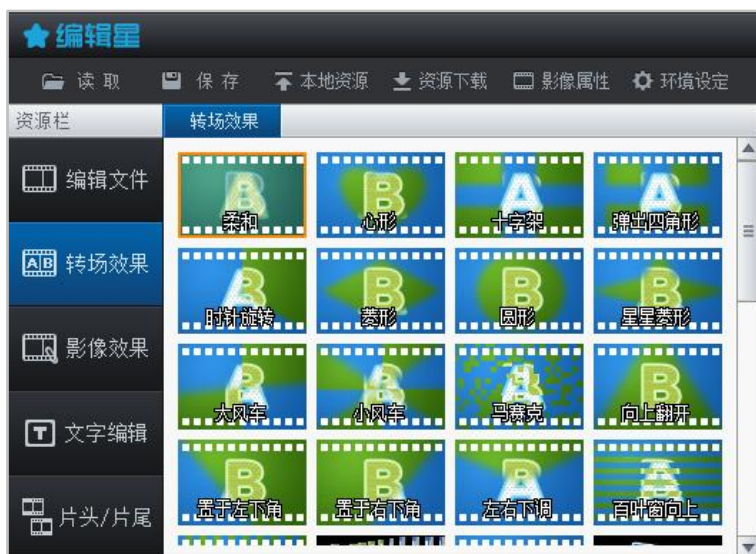 编辑星
读取 保存 本地资源 资源下载 影像属性 环境设定
资源栏 转场效果
编辑文件
转场效果
影像效果
文字编辑
片头/片尾
柔和 心形 十字架 弹出四角形
时针旋转 菱形 圆形 星星菱形
大风车 小风车 马赛克 向上翻开
置于左下角 置于右下角 左右下调 百叶窗向上